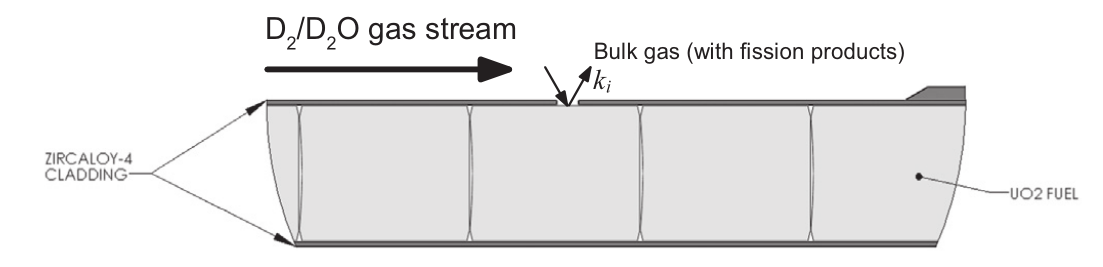 D₂/D₂O gas stream
Bulk gas (with fission products)
kᵢ
ZIRCALOY-4
CLADDING
UO2 FUEL